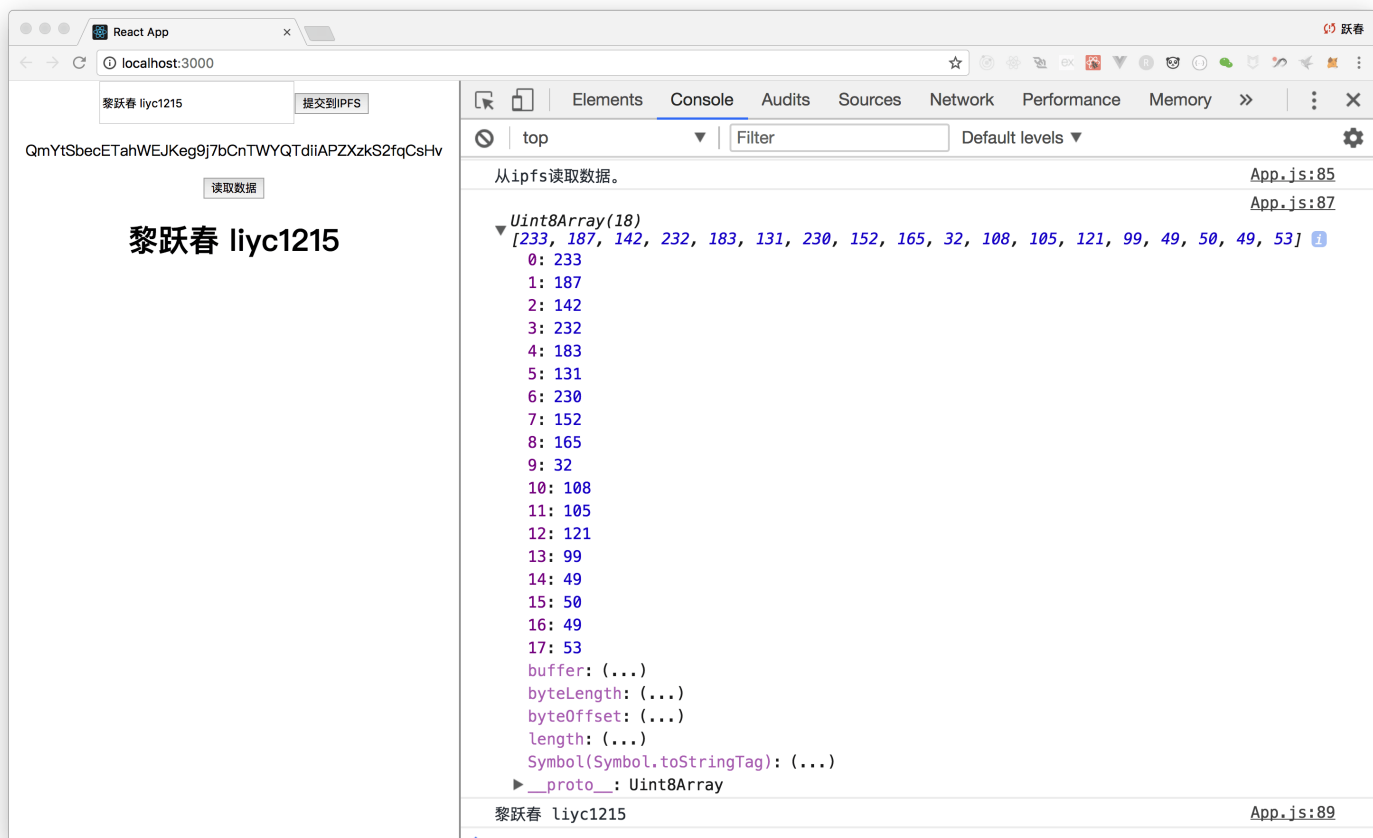 React App
跃春
localhost:3000
黎跃春 liyc1215
提交到IPFS
QmYtSbecETahWEJKeg9j7bCnTWYQTdiiAPZXzkS2fqCsHv
读取数据
黎跃春 liyc1215
Elements Console Audits Sources Network Performance Memory »
top Filter Default levels
从ipfs读取数据。 App.js:85
App.js:87
Uint8Array(18)
[233, 187, 142, 232, 183, 131, 230, 152, 165, 32, 108, 105, 121, 99, 49, 50, 49, 53] i
0: 233
1: 187
2: 142
3: 232
4: 183
5: 131
6: 230
7: 152
8: 165
9: 32
10: 108
11: 105
12: 121
13: 99
14: 49
15: 50
16: 49
17: 53
buffer: (...)
byteLength: (...)
byteOffset: (...)
length: (...)
Symbol(Symbol.toStringTag): (...)
__proto__: Uint8Array
黎跃春 liyc1215 App.js:89